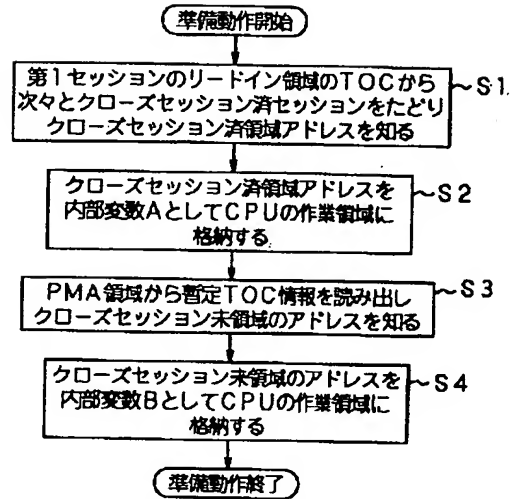 準備動作開始
第1セッションのリードイン領域のTOCから
次々とクローズセッション済セッションをたどり
クローズセッション済領域アドレスを知る
~S1
クローズセッション済領域アドレスを
内部変数AとしてCPUの作業領域に
格納する
~S2
PMA領域から暫定TOC情報を読み出し
クローズセッション未領域のアドレスを知る
~S3
クローズセッション未領域のアドレスを
内部変数BとしてCPUの作業領域に
格納する
~S4
準備動作終了